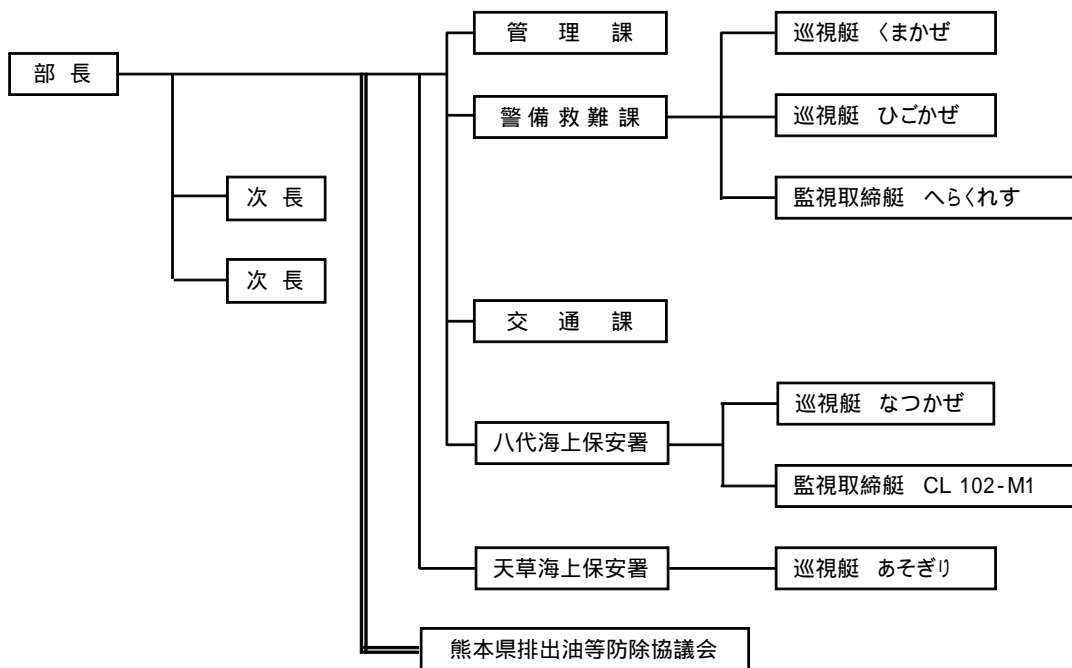 部長
次長
次長
管理課
警備救難課
交通課
八代海上保安署
天草海上保安署
熊本県排出油等防除協議会
巡視艇 くまかぜ
巡視艇 ひごかぜ
監視取締艇 へらくれす
巡視艇 なつかぜ
監視取締艇 CL 102-M1
巡視艇 あそぎり